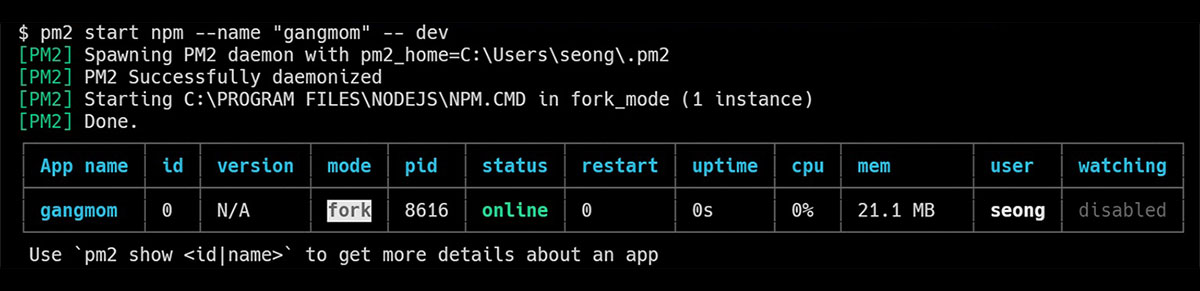 $ pm2 start npm --name "gangmom" -- dev
[PM2] Spawning PM2 daemon with pm2_home=C:\Users\seong\.pm2
[PM2] PM2 Successfully daemonized
[PM2] Starting C:\PROGRAM FILES\NODEJS\NPM.CMD in fork_mode (1 instance)
[PM2] Done.
App name id version mode pid status restart uptime cpu mem user watching
gangmom 0 N/A fork 8616 online 0 0s 0% 21.1 MB seong disabled
Use `pm2 show <id|name>` to get more details about an app